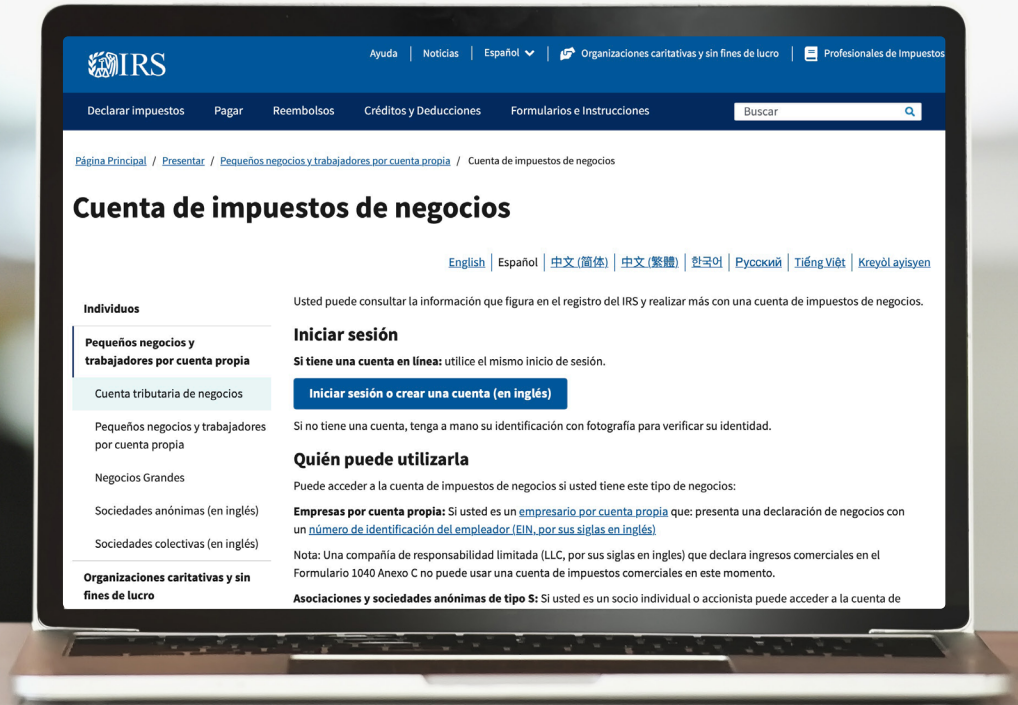 IRS
Ayuda
Noticias
Español
Organizaciones caritativas y sin fines de lucro
Profesionales de Impuestos
Declarar impuestos
Pagar
Reembolsos
Créditos y Deducciones
Formularios e Instrucciones
Buscar
Página Principal / Presentar / Pequeños negocios y trabajadores por cuenta propia / Cuenta de impuestos de negocios
Cuenta de impuestos de negocios
English | Español | 中文 (简体) | 中文 (繁體) | 한국어 | Русский | Tiếng Việt | Kreyòl ayisyen
Individuos
Pequeños negocios y
trabajadores por cuenta propia
Cuenta tributaria de negocios
Pequeños negocios y trabajadores
por cuenta propia
Negocios Grandes
Sociedades anónimas (en inglés)
Sociedades colectivas (en inglés)
Organizaciones caritativas y sin
fines de lucro
Usted puede consultar la información que figura en el registro del IRS y realizar más con una cuenta de impuestos de negocios.
Iniciar sesión
Si tiene una cuenta en línea: utilice el mismo inicio de sesión.
Iniciar sesión o crear una cuenta (en inglés)
Si no tiene una cuenta, tenga a mano su identificación con fotografía para verificar su identidad.
Quién puede utilizarla
Puede acceder a la cuenta de impuestos de negocios si usted tiene este tipo de negocios:
Empresas por cuenta propia: Si usted es un empresario por cuenta propia que: presenta una declaración de negocios con
un número de identificación del empleador (EIN, por sus siglas en inglés)
Nota: Una compañía de responsabilidad limitada (LLC, por sus siglas en ingles) que declara ingresos comerciales en el
Formulario 1040 Anexo C no puede usar una cuenta de impuestos comerciales en este momento.
Asociaciones y sociedades anónimas de tipo S: Si usted es un socio individual o accionista puede acceder a la cuenta de